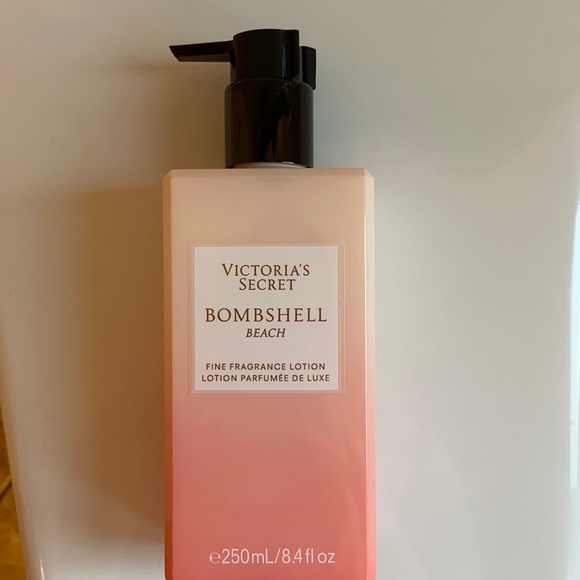 VICTORIA'S
SECRET
BOMBSHELL
BEACH
FINE FRAGRANCE LOTION
LOTION PARFUMÉE DE LUXE
℮250mL/8.4fl oz